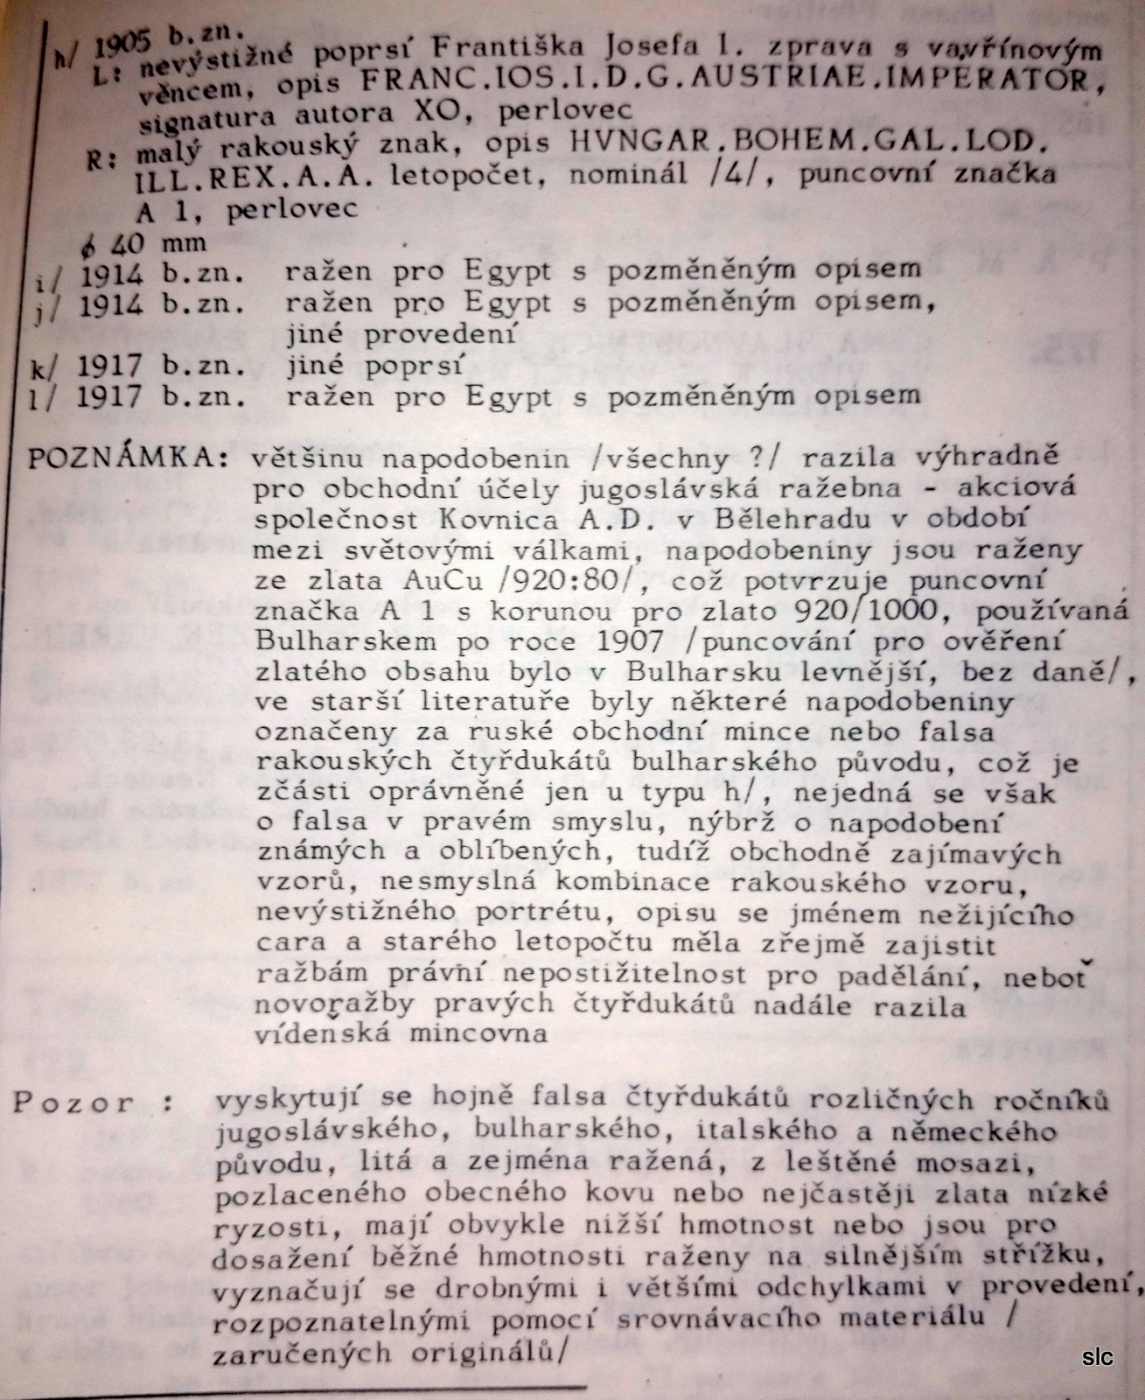 h/ 1905 b.zn.
L: nevýstižné poprsí Františka Josefa 1. zprava s vavřínovým
věncem, opis FRANC.IOS.I.D.G.AUSTRIAE.IMPERATOR,
signatura autora XO, perlovec
R: malý rakouský znak, opis HVNGAR.BOHEM.GAL.LOD.
ILL.REX.A.A. letopočet, nominál /4/, puncovní značka
A 1, perlovec
ϕ 40 mm
i/ 1914 b.zn. ražen pro Egypt s pozměněným opisem
j/ 1914 b.zn. ražen pro Egypt s pozměněným opisem,
jiné provedení
k/ 1917 b.zn. jiné poprsí
l/ 1917 b.zn. ražen pro Egypt s pozměněným opisem
POZNÁMKA: většinu napodobenin /všechny ?/ razila výhradně
pro obchodní účely jugoslávská ražebna - akciová
společnost Kovnica A.D. v Bělehradu v období
mezi světovými válkami, napodobeniny jsou raženy
ze zlata AuCu /920:80/, což potvrzuje puncovní
značka A 1 s korunou pro zlato 920/1000, používaná
Bulharskem po roce 1907 /puncování pro ověření
zlatého obsahu bylo v Bulharsku levnější, bez daně/,
ve starší literatuře byly některé napodobeniny
označeny za ruské obchodní mince nebo falsa
rakouských čtyřdukátů bulharského původu, což je
zčásti oprávněné jen u typu h/, nejedná se však
o falsa v pravém smyslu, nýbrž o napodobení
známých a oblíbených, tudíž obchodně zajímavých
vzorů, nesmyslná kombinace rakouského vzoru,
nevýstižného portrétu, opisu se jménem nežijícího
cara a starého letopočtu měla zřejmě zajistit
ražbám právní nepostižitelnost pro padělání, neboť
novoražby pravých čtyřdukátů nadále razila
vídeňská mincovna
Pozor : vyskytují se hojně falsa čtyřdukátů rozličných ročníků
jugoslávského, bulharského, italského a německého
původu, litá a zejména ražená, z leštěné mosazi,
pozlaceného obecného kovu nebo nejčastěji zlata nízké
ryzosti, mají obvykle nižší hmotnost nebo jsou pro
dosažení běžné hmotnosti raženy na silnějším střížku,
vyznačují se drobnými i většími odchylkami v provedení,
rozpoznatelnými pomocí srovnávacího materiálu /
zaručených originálů/
slc